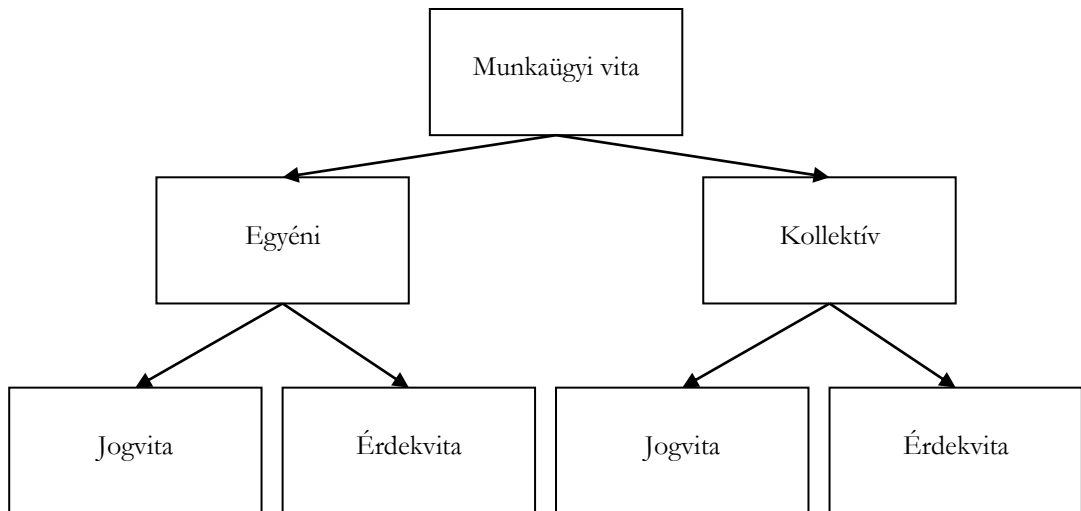 Munkaügyi vita
Egyéni
Kollektív
Jogvita
Érdekvita
Jogvita
Érdekvita